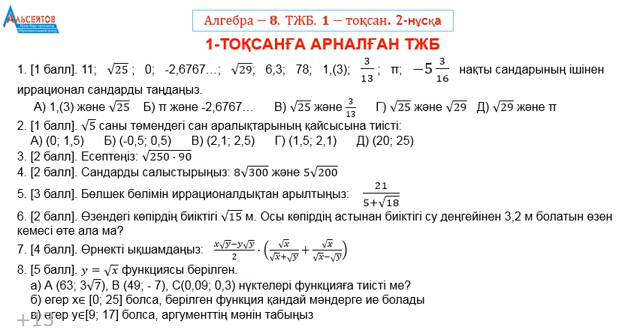 АЛЬСЕИТОВ
Алгебра – 8. ТЖБ. 1 – тоқсан. 2-нұсқа
1-ТОҚСАНҒА АРНАЛҒАН ТЖБ
1. [1 балл]. 11; √25 ; 0; -2,6767...; √29; 6,3; 78; 1,(3); 3/13 ; π; −5 3/16 нақты сандарының ішінен
иррационал сандарды таңдаңыз.
А) 1,(3) және √25 Б) π және -2,6767... В) √25 және 3/13 Г) √25 және √29 Д) √29 және π
2. [1 балл]. √5 саны төмендегі сан аралықтарының қайсысына тиісті:
А) (0; 1,5) Б) (-0,5; 0,5) В) (2,1; 2,5) Г) (1,5; 2,1) Д) (20; 25)
3. [2 балл]. Есептеңіз: √250 · 90
4. [2 балл]. Сандарды салыстырыңыз: 8√300 және 5√200
5. [3 балл]. Бөлшек бөлімін иррационалдықтан арылтыңыз: 21/(5+√18)
6. [2 балл]. Өзендегі көпірдің биіктігі √15 м. Осы көпірдің астынан биіктігі су деңгейінен 3,2 м болатын өзен
кемесі өте ала ма?
7. [4 балл]. Өрнекті ықшамдаңыз: (x√y−y√y)/2 · (√x/(√x+√y) + √x/(√x−√y))
8. [5 балл]. y = √x функциясы берілген.
а) А (63; 3√7), В (49; - 7), С(0,09; 0,3) нүктелері функцияға тиісті ме?
б) егер х∈ [0; 25] болса, берілген функция қандай мәндерге ие болады
в) егер у∈[9; 17] болса, аргументтің мәнін табыңыз
+13